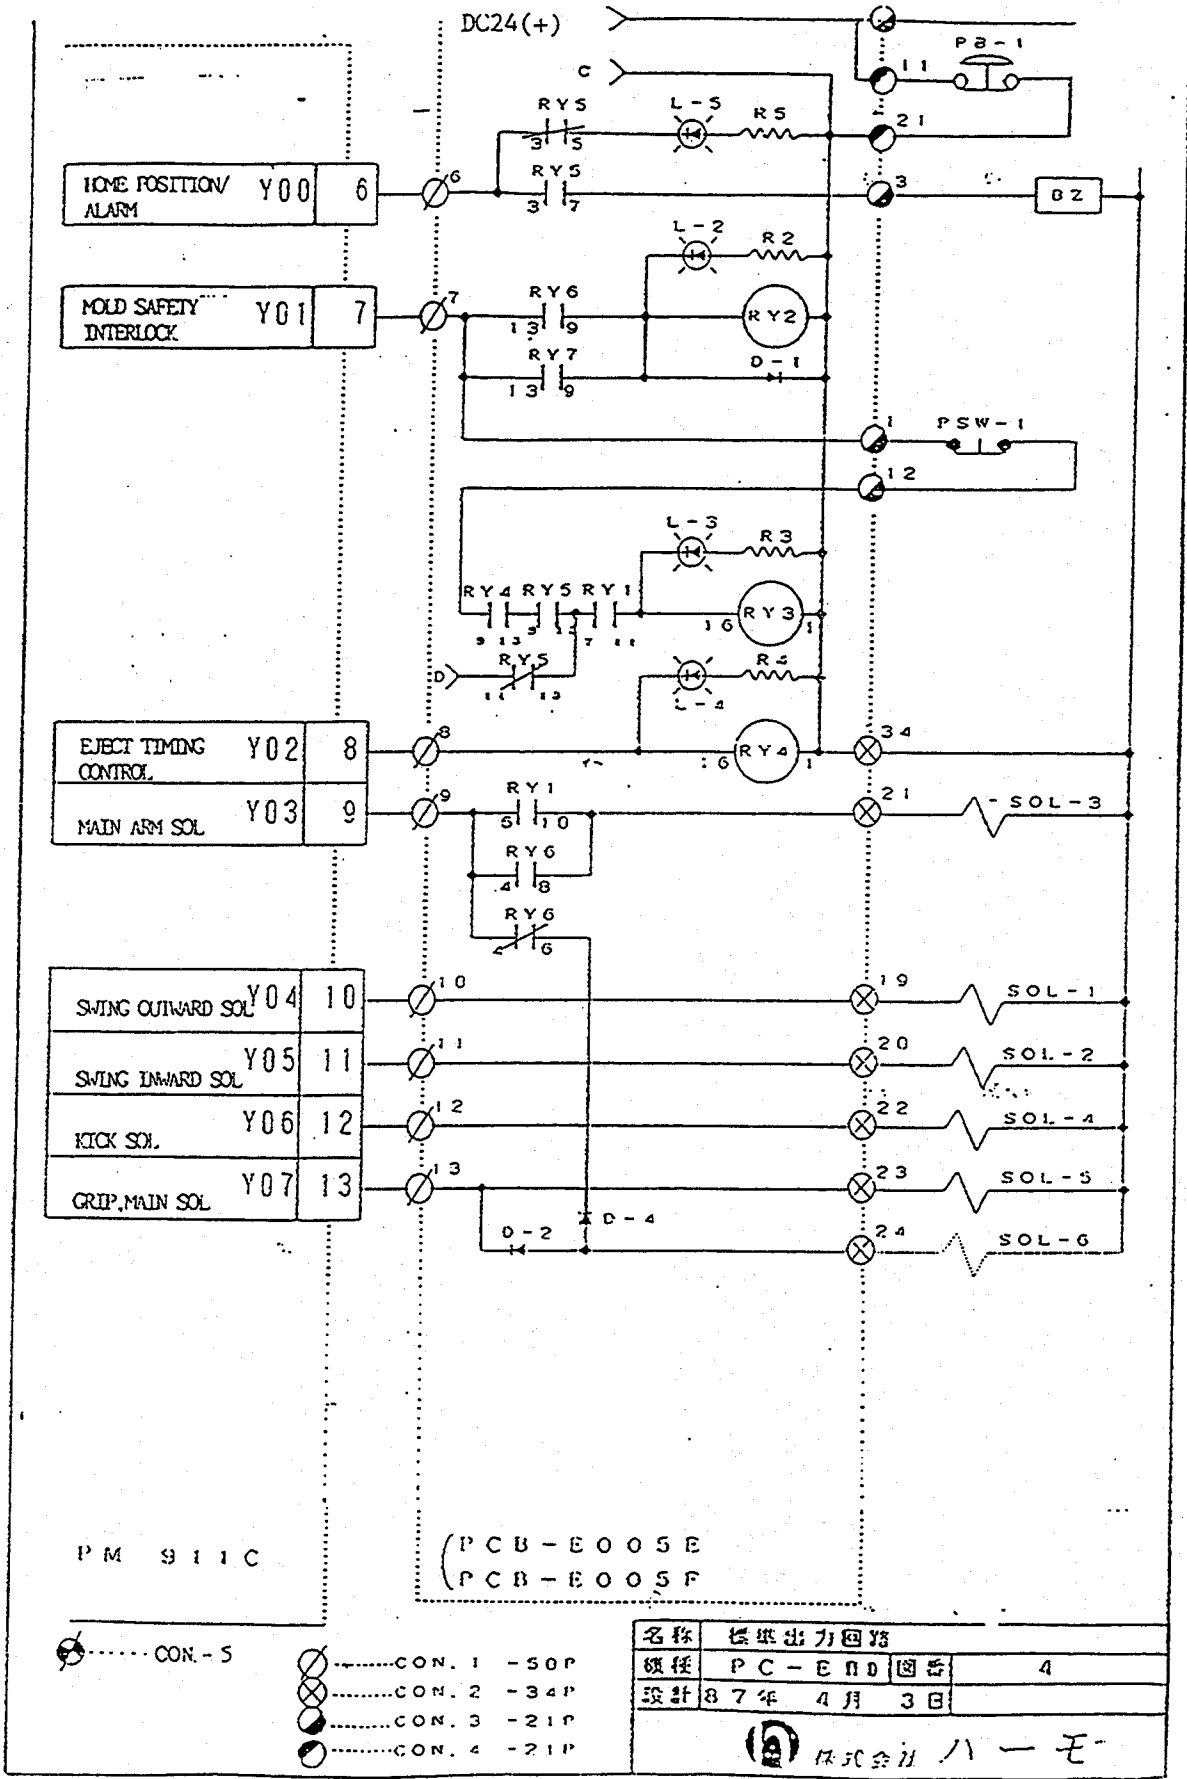 DC24(+)
PB-1
C
11
RY5
L-5
R5
21
3 5
HOME POSITION/
ALARM
Y00
6
6
RY5
3 7
3
BZ
L-2
R2
MOLD SAFETY
INTERLOCK
Y01
7
7
RY6
13 9
RY2
RY7
13 9
D-1
1
PSW-1
12
L-3
R3
RY4 RY5 RY1
9 13
7 11
16
RY3
1
D
RY5
R4
L-4
EJECT TIMING
CONTROL
Y02
8
8
16
RY4
1
34
MAIN ARM SOL
Y03
9
9
RY1
5 10
21
SOL-3
RY6
4 8
RY6
6
SWING OUTWARD SOL
Y04
10
10
19
SOL-1
SWING INWARD SOL
Y05
11
11
20
SOL-2
KICK SOL
Y06
12
12
22
SOL-4
GRIP,MAIN SOL
Y07
13
13
23
SOL-5
D-2
D-4
24
SOL-6
PM 911C
PCB-E005E
PCB-E005F
CON.-5
CON. 1 -50P
CON. 2 -34P
CON. 3 -21P
CON. 4 -21P
名称 標準出力回路
機種 PC-E 図番 4
設計 87年 4月 3日
株式会社 ハーモ